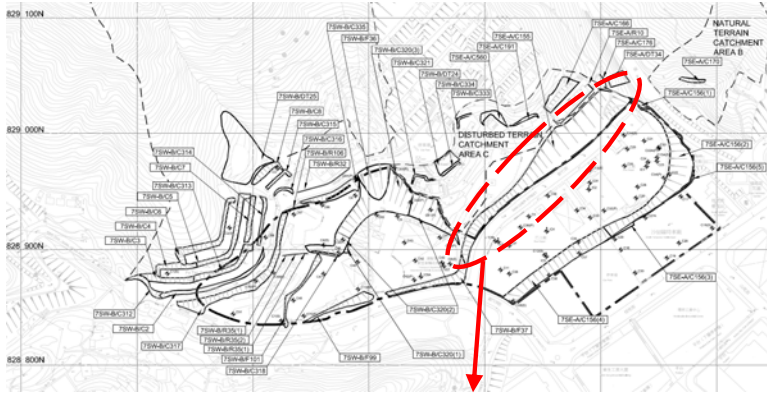 829 100N
829 000N
828 900N
828 800N
7SW-B/C335
7SW-B/F36
7SW-B/C320(3)
7SW-B/C321
7SW-B/DT24
7SW-B/C334
7SW-B/C333
7SE-A/C155
7SE-A/C191
7SE-A/C560
7SE-A/C166
7SE-A/R10
7SE-A/C176
7SE-A/DT34
NATURAL
TERRAIN
CATCHMENT
AREA B
7SE-A/C170
7SE-A/C156(1)
7SE-A/C156(2)
7SE-A/C156(5)
7SE-A/C156(3)
7SE-A/C156(4)
DISTURBED TERRAIN
CATCHMENT
AREA C
7SW-B/DT25
7SW-B/C8
7SW-B/C315
7SW-B/C316
7SW-B/R106
7SW-B/R32
7SW-B/C314
7SW-B/C7
7SW-B/C313
7SW-B/C5
7SW-B/C6
7SW-B/C4
7SW-B/C3
7SW-B/C312
7SW-B/C2
7SW-B/C317
7SW-B/R35(1)
7SW-B/R35(2)
7SW-B/R35(1)
7SW-B/F101
7SW-B/C318
7SW-B/F99
7SW-B/C320(1)
7SW-B/C320(2)
7SW-B/F37